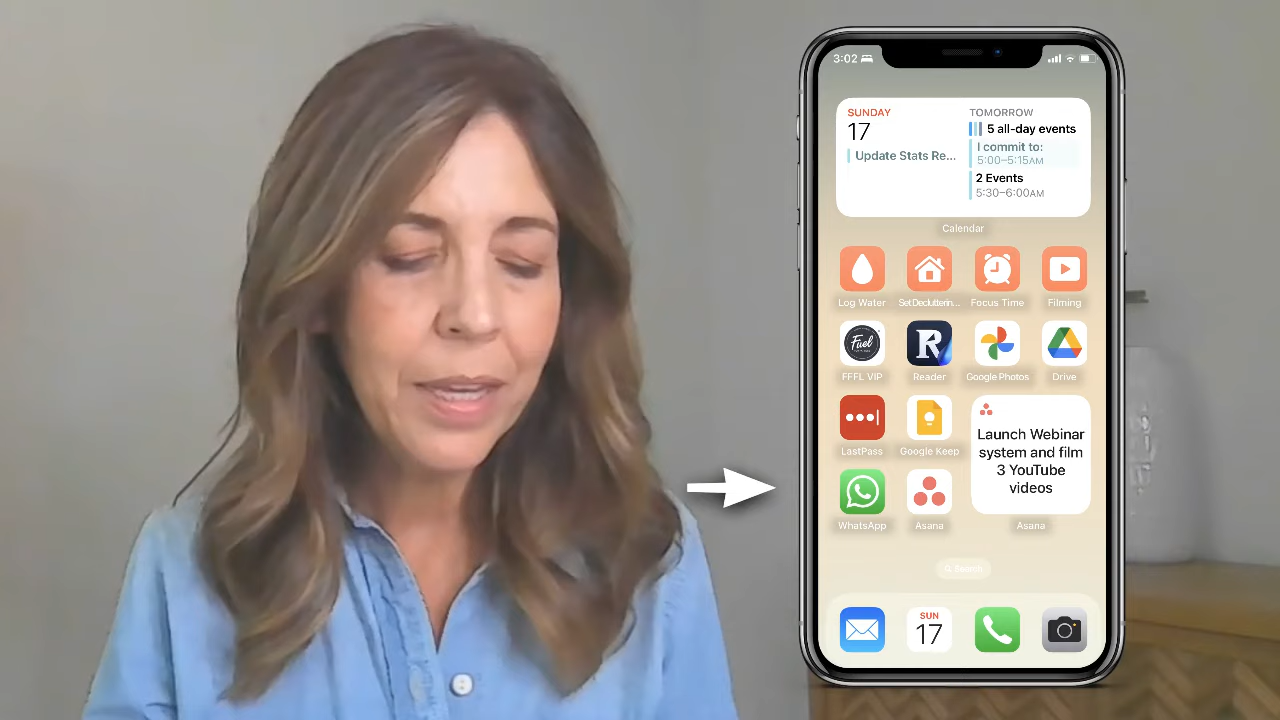 3:02
SUNDAY
17
Update Stats Re...
TOMORROW
5 all-day events
I commit to:
5:00–5:15AM
2 Events
5:30–6:00AM
Calendar
Log Water
Set Declutterin...
Focus Time
Filming
Fuel
R
FFFL VIP
Reader
Google Photos
Drive
LastPass
Google Keep
Launch Webinar
system and film
3 YouTube
videos
WhatsApp
Asana
Asana
Search
SUN
17